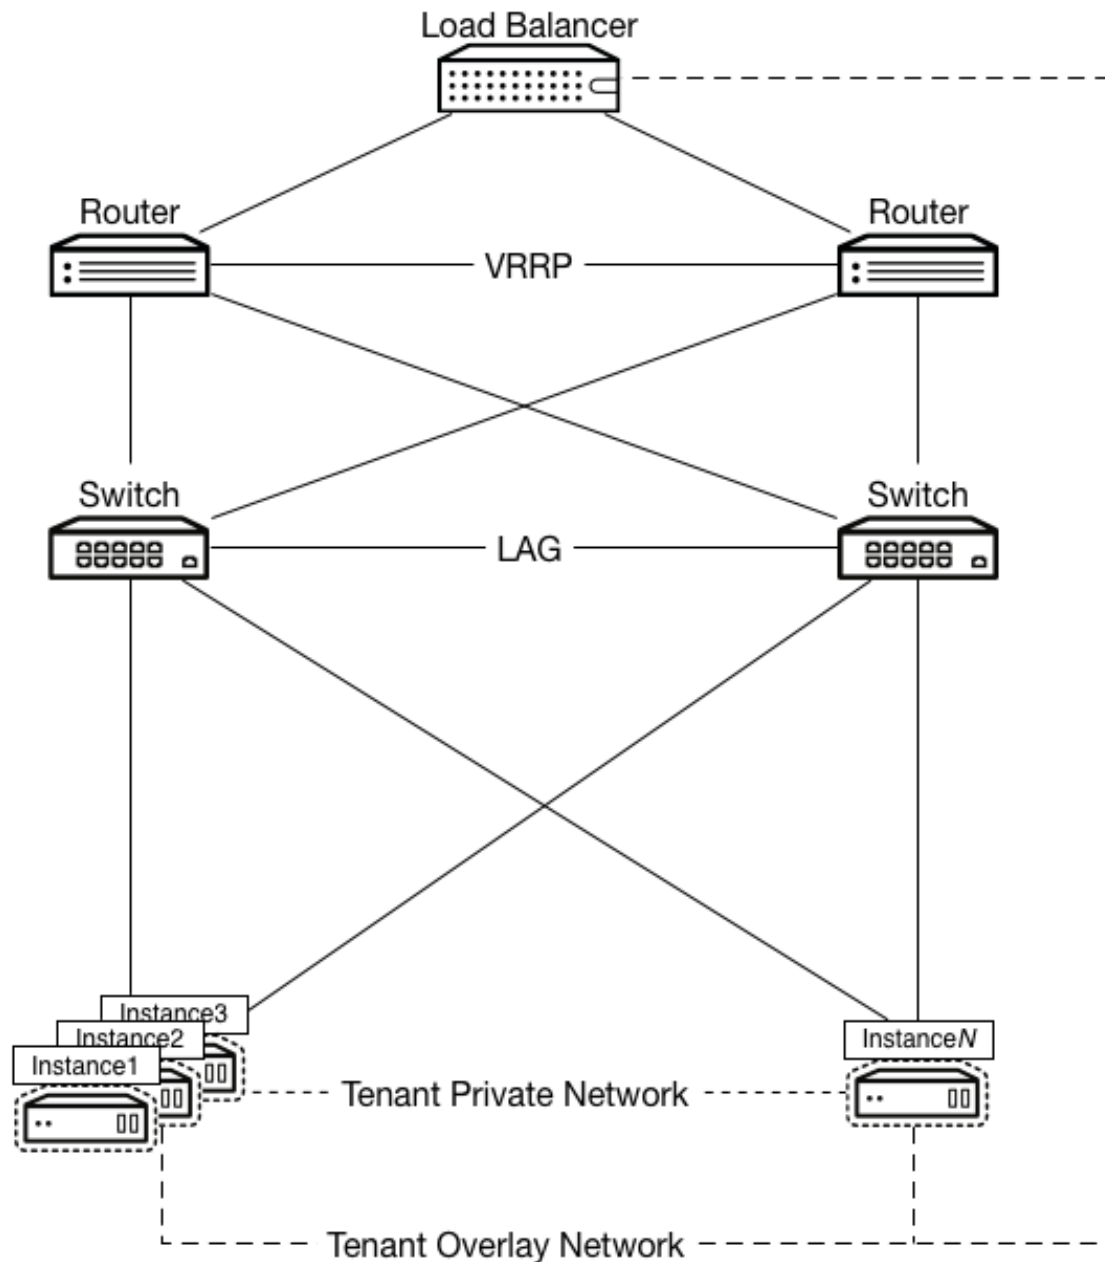 Load Balancer
Router
Router
VRRP
Switch
Switch
LAG
Instance3
Instance2
Instance1
InstanceN
Tenant Private Network
Tenant Overlay Network